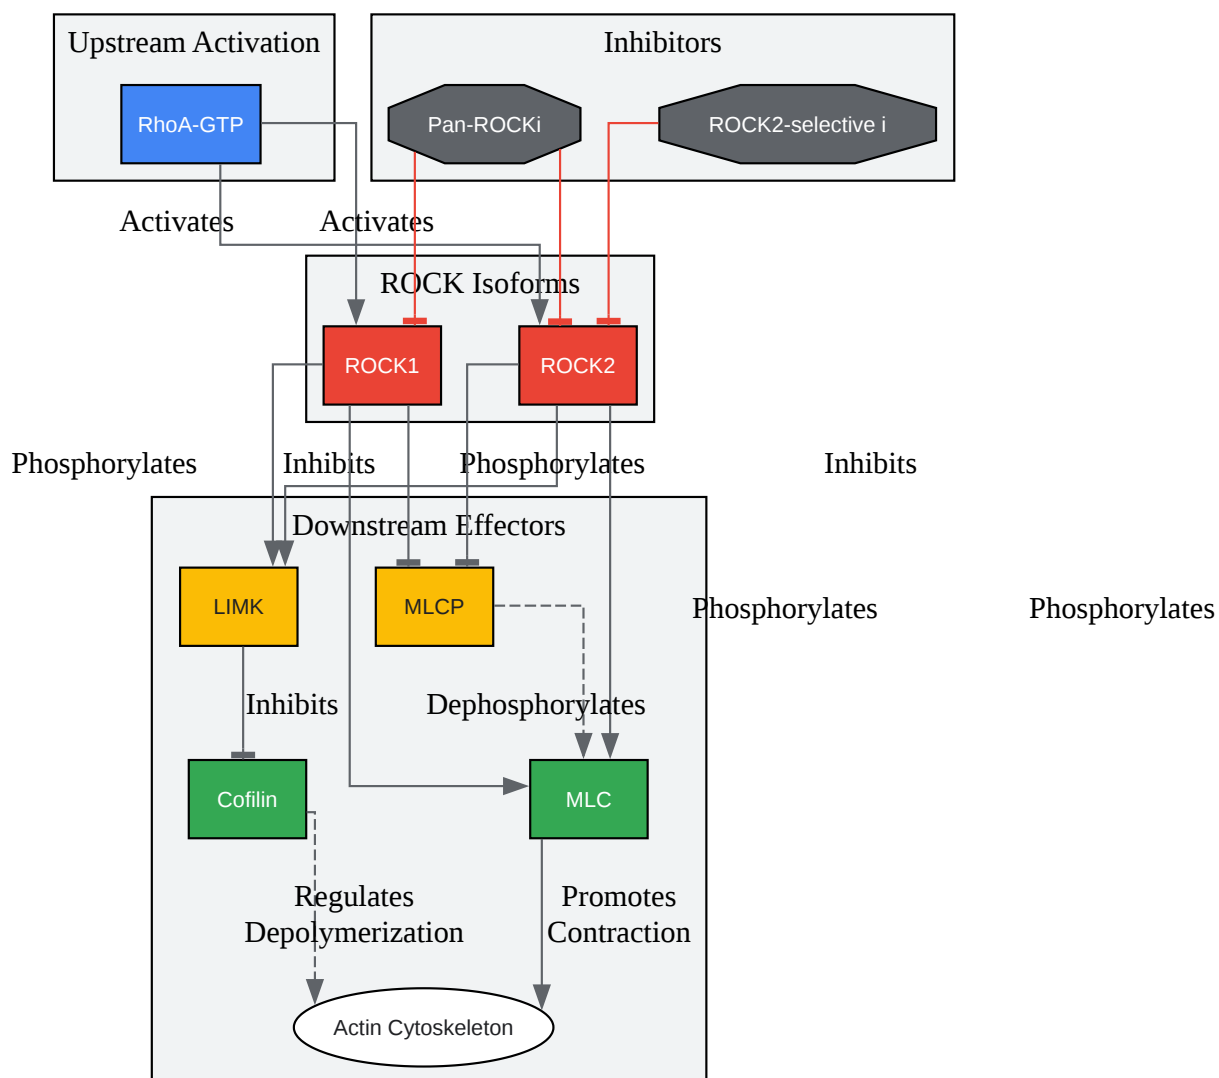 Upstream Activation
Inhibitors
RhoA-GTP
Pan-ROCKi
ROCK2-selective i
Activates
Activates
ROCK Isoforms
ROCK1
ROCK2
Phosphorylates
Inhibits
Phosphorylates
Inhibits
Downstream Effectors
LIMK
MLCP
Phosphorylates
Phosphorylates
Inhibits
Dephosphorylates
Cofilin
MLC
Regulates
Depolymerization
Promotes
Contraction
Actin Cytoskeleton